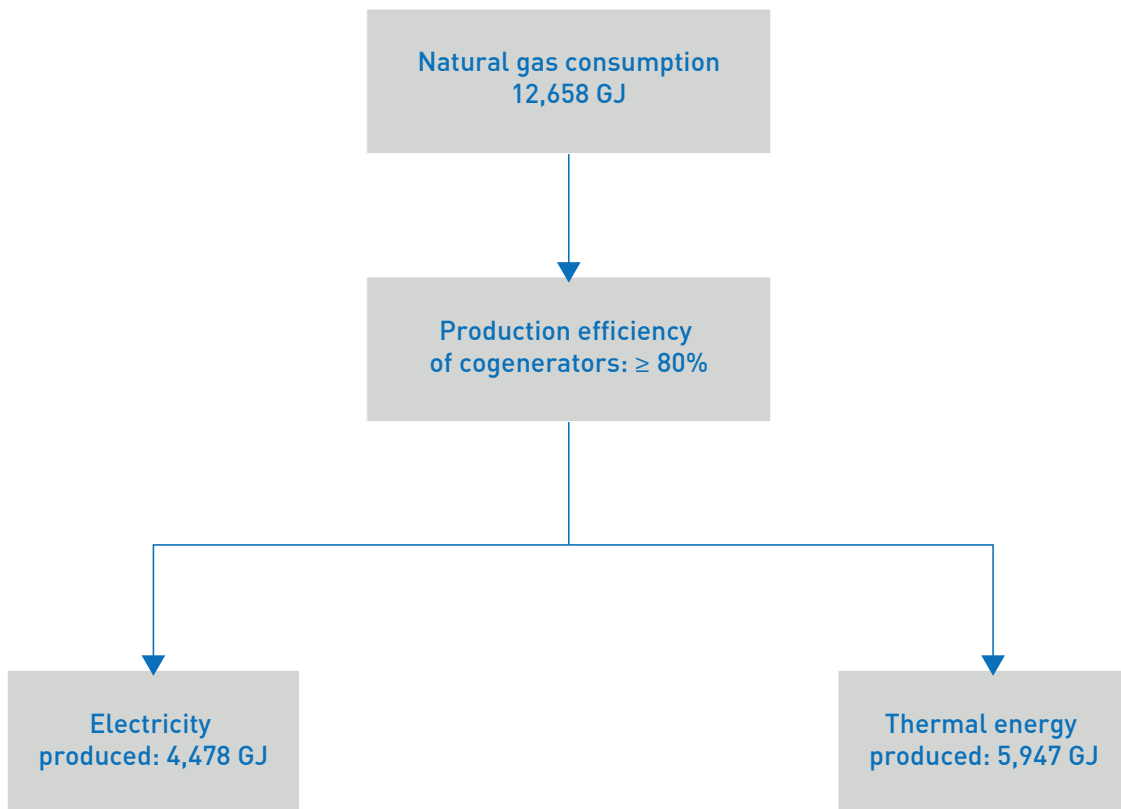 Natural gas consumption
12,658 GJ
Production efficiency
of cogenerators: ≥ 80%
Electricity
produced: 4,478 GJ
Thermal energy
produced: 5,947 GJ